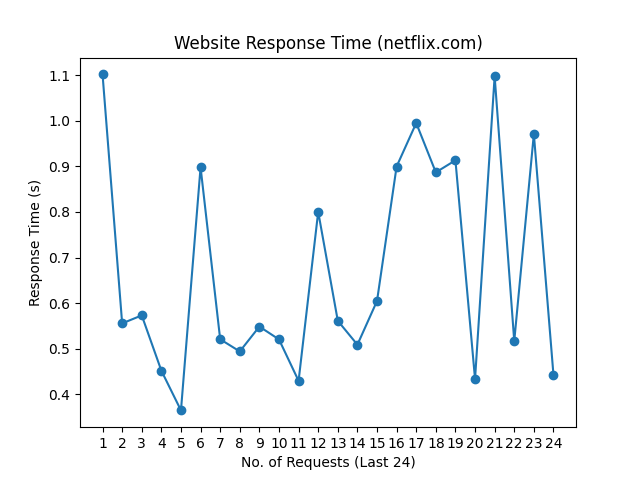 Website Response Time (netflix.com)
Response Time (s)
1.1
1.0
0.9
0.8
0.7
0.6
0.5
0.4
1 2 3 4 5 6 7 8 9 10 11 12 13 14 15 16 17 18 19 20 21 22 23 24
No. of Requests (Last 24)